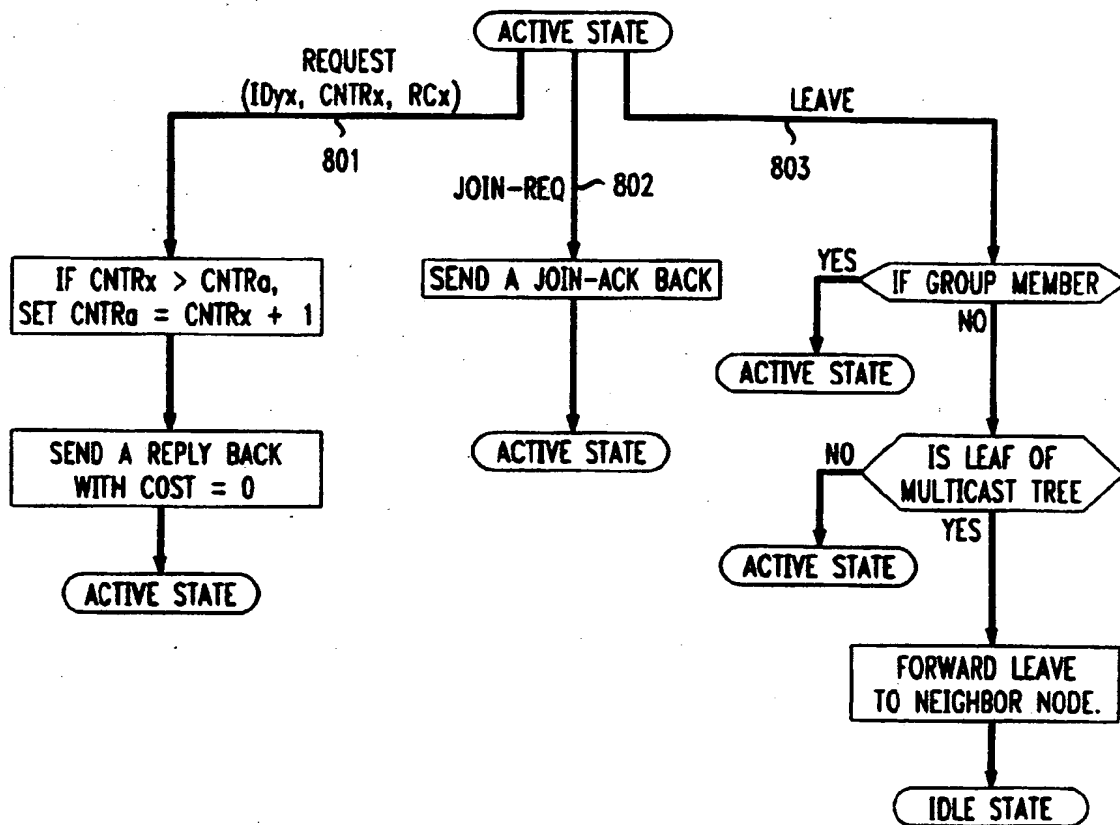 ACTIVE STATE
REQUEST
(IDyx, CNTRx, RCx)
801
JOIN-REQ
802
LEAVE
803
IF CNTRx > CNTRa,
SET CNTRa = CNTRx + 1
SEND A REPLY BACK
WITH COST = 0
ACTIVE STATE
SEND A JOIN-ACK BACK
ACTIVE STATE
YES
IF GROUP MEMBER
NO
ACTIVE STATE
NO
IS LEAF OF
MULTICAST TREE
YES
ACTIVE STATE
FORWARD LEAVE
TO NEIGHBOR NODE.
IDLE STATE